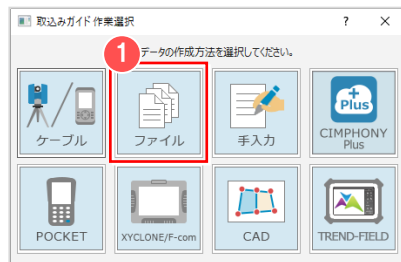 取込みガイド 作業選択 ? ×
1
データの作成方法を選択してください。
ケーブル ファイル 手入力 Plus CIMPHONY Plus
POCKET XYCLONE/F-com CAD TREND-FIELD